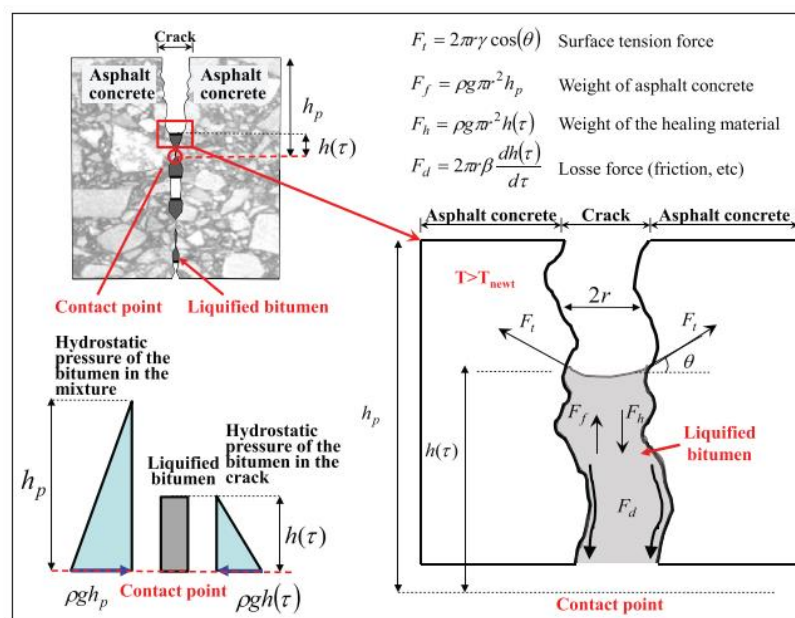 Crack
Asphalt
concrete
Asphalt
concrete
h_p
h(τ)
Contact point
Liquified bitumen
F_t = 2πrγ cos(θ) Surface tension force
F_f = ρgπr²h_p Weight of asphalt concrete
F_h = ρgπr²h(τ) Weight of the healing material
F_d = 2πrβ dh(τ)/dτ Losse force (friction, etc)
Hydrostatic
pressure of the
bitumen in the
mixture
h_p
Liquified
bitumen
Hydrostatic
pressure of the
bitumen in the
crack
h(τ)
ρgh_p
Contact point
ρgh(τ)
Asphalt concrete Crack Asphalt concrete
T>T_newt
2r
F_t
F_t
θ
h_p
h(τ)
F_f
F_h
Liquified
bitumen
F_d
Contact point